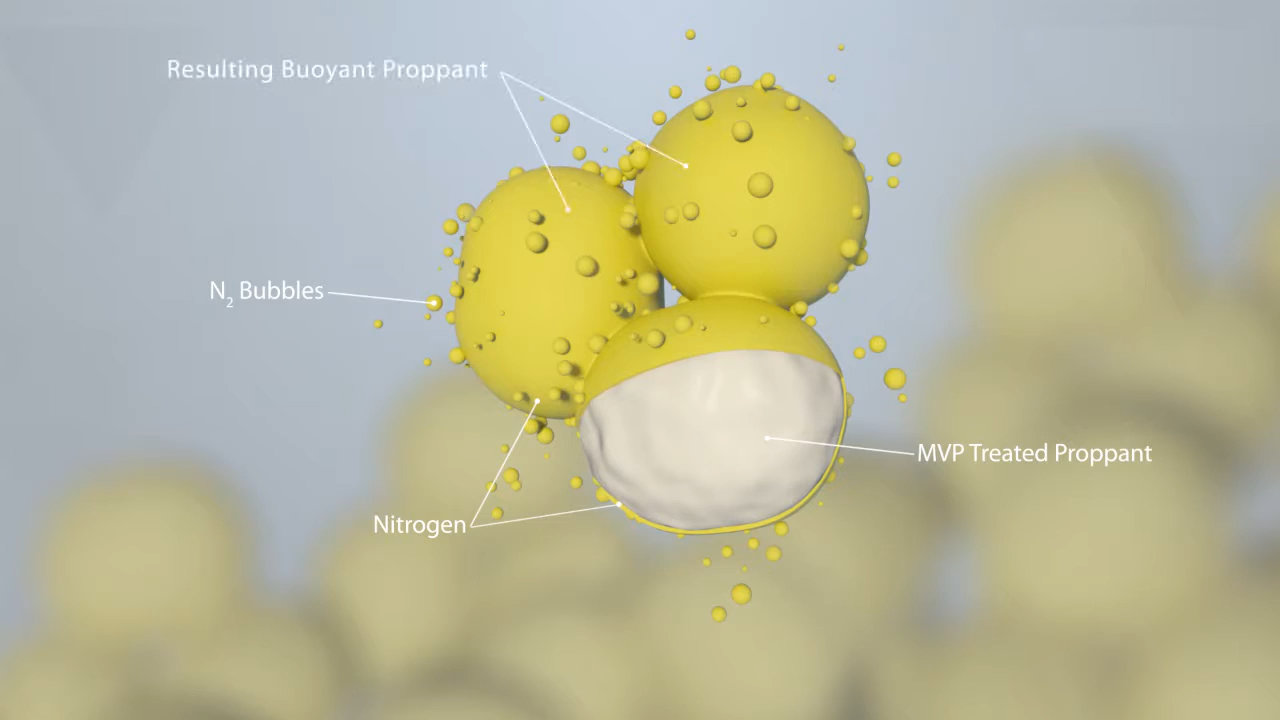 Resulting Buoyant Proppant
N₂ Bubbles
MVP Treated Proppant
Nitrogen